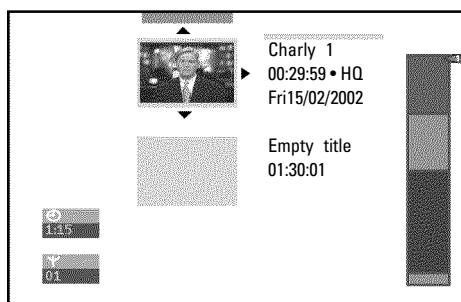 Charly 1
00:29:59 • HQ
Fri15/02/2002
Empty title
01:30:01
1:15
01